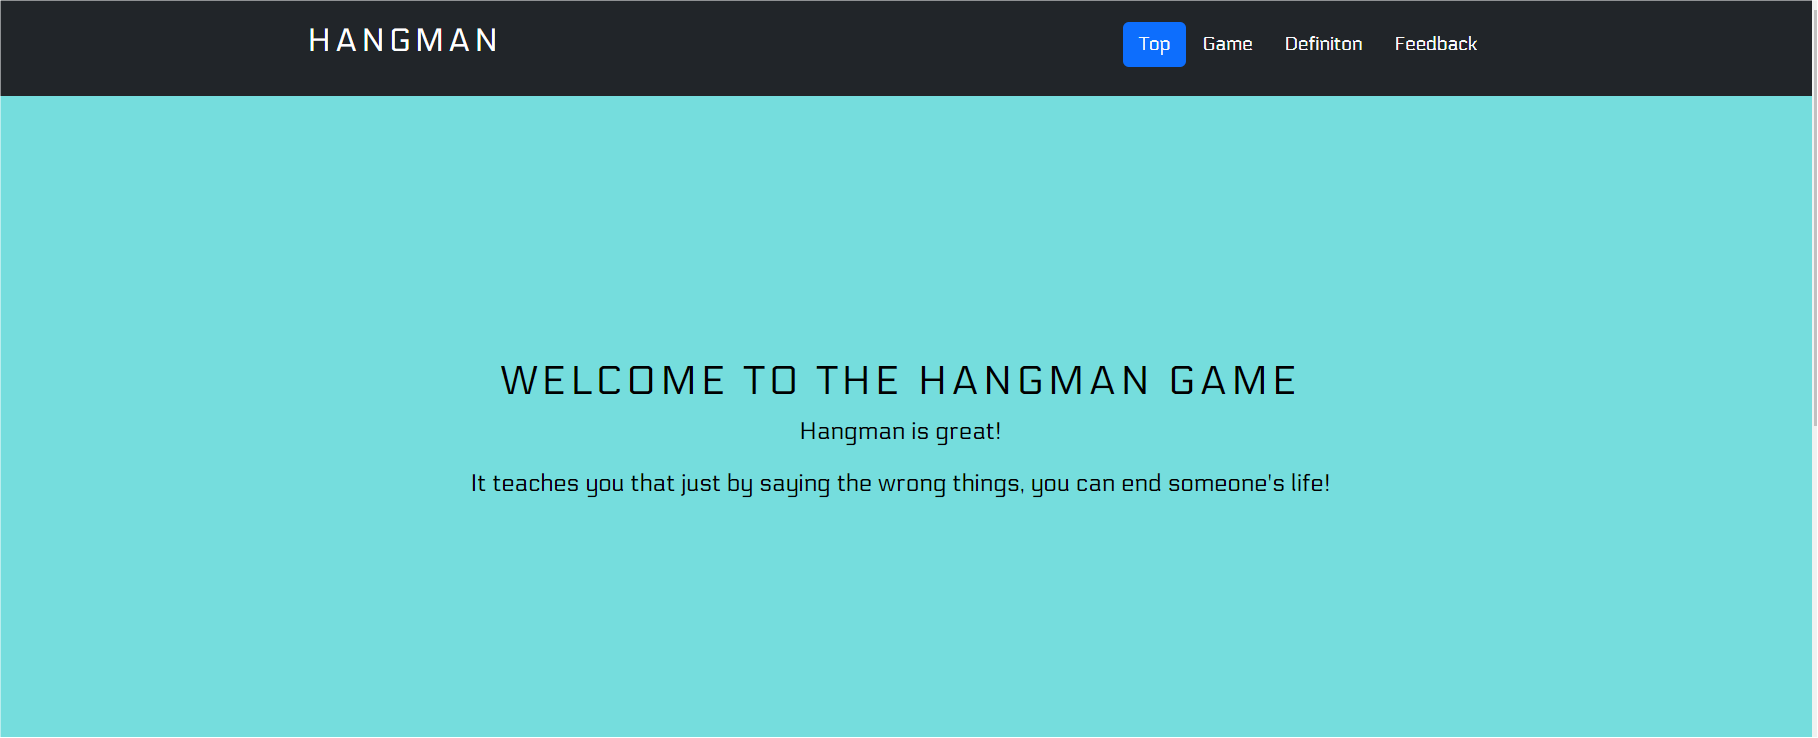 HANGMAN
Top Game Definiton Feedback
WELCOME TO THE HANGMAN GAME
Hangman is great!
It teaches you that just by saying the wrong things, you can end someone's life!